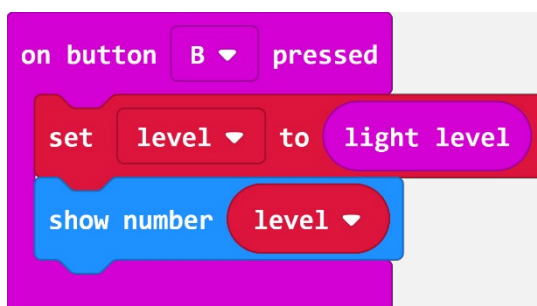 on button B pressed
set level to light level
show number level